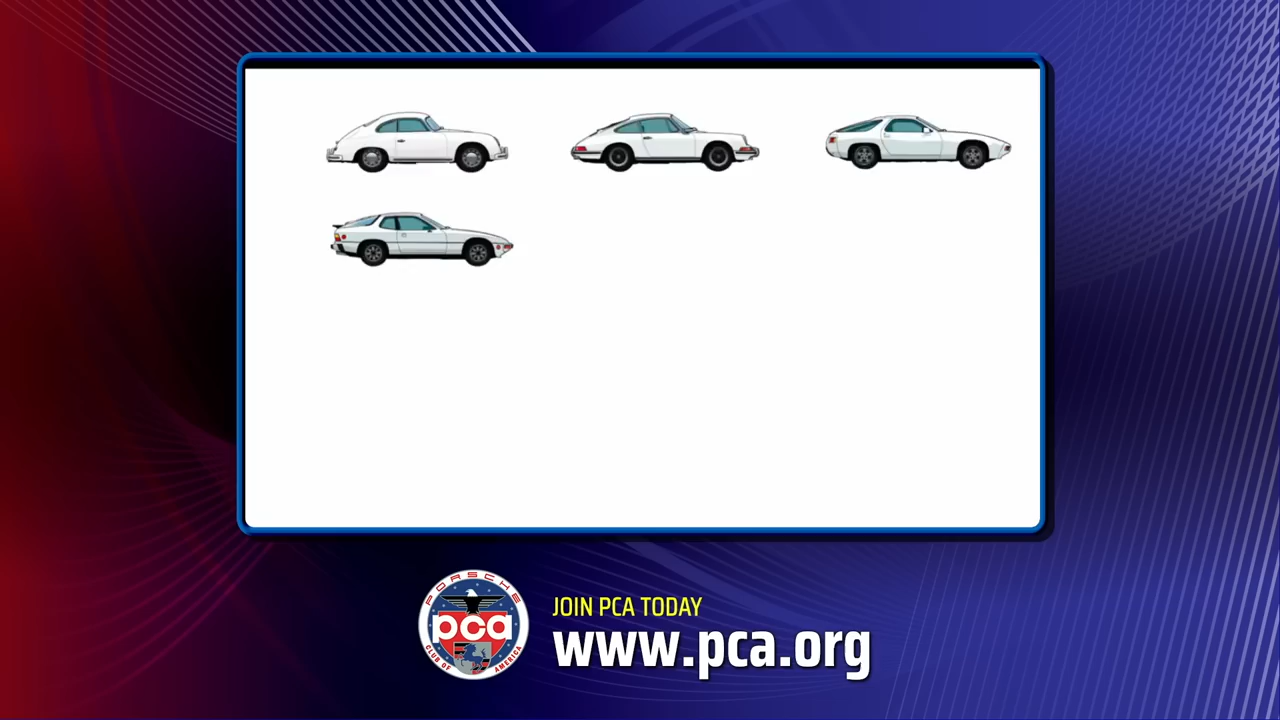 JOIN PCA TODAY
www.pca.org
PORSCHE
pca
CLUB OF AMERICA